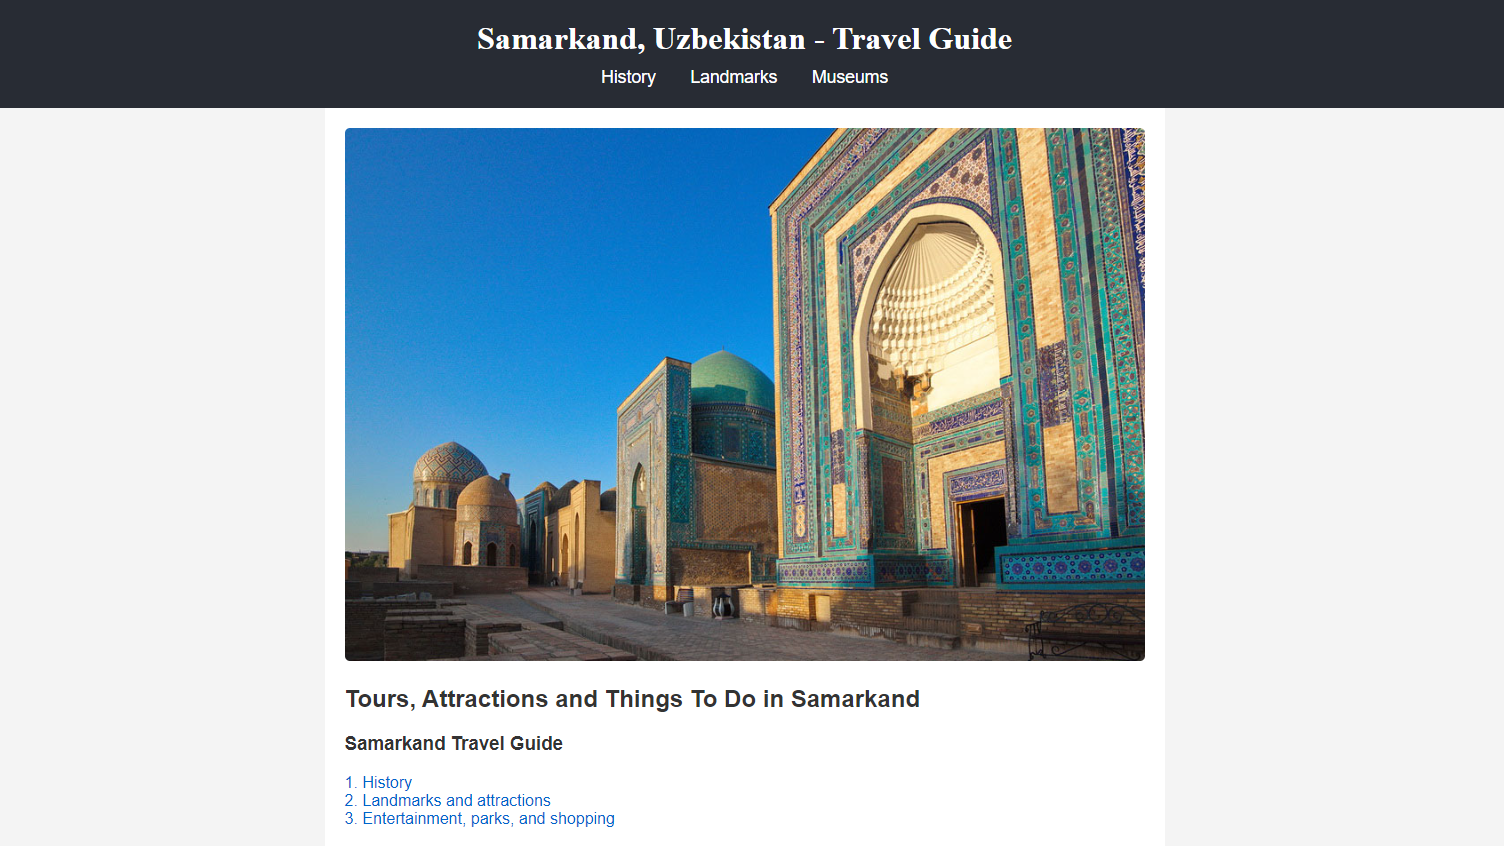 Samarkand, Uzbekistan - Travel Guide
History Landmarks Museums
Tours, Attractions and Things To Do in Samarkand
Samarkand Travel Guide
1. History
2. Landmarks and attractions
3. Entertainment, parks, and shopping